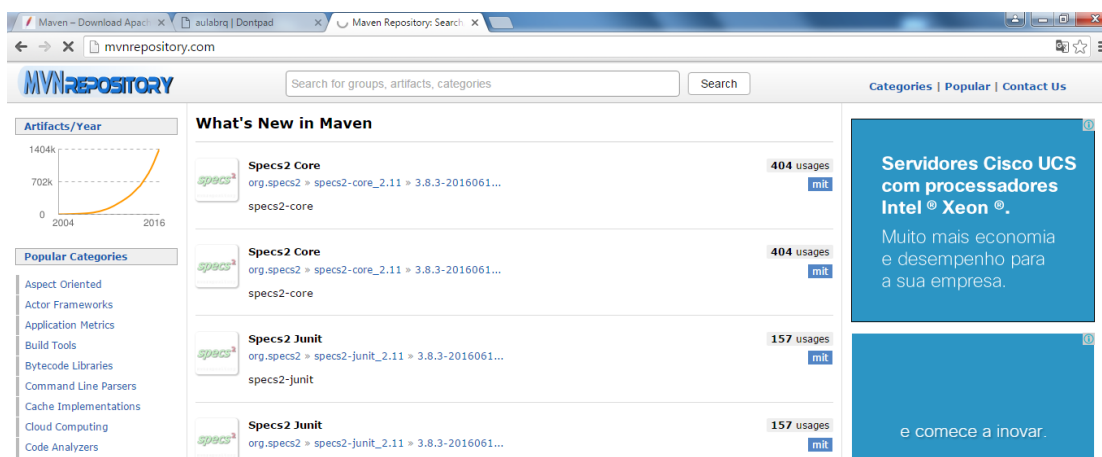 Maven – Download Apach
aulabrq | Dontpad
Maven Repository: Search
mvnrepository.com
MVNREPOSITORY
Search for groups, artifacts, categories
Search
Categories | Popular | Contact Us
Artifacts/Year
1404k
702k
0
2004
2016
Popular Categories
Aspect Oriented
Actor Frameworks
Application Metrics
Build Tools
Bytecode Libraries
Command Line Parsers
Cache Implementations
Cloud Computing
Code Analyzers
What's New in Maven
specs2
Specs2 Core
404 usages
org.specs2 » specs2-core_2.11 » 3.8.3-2016061...
mit
specs2-core
specs2
Specs2 Core
404 usages
org.specs2 » specs2-core_2.11 » 3.8.3-2016061...
mit
specs2-core
specs2
Specs2 Junit
157 usages
org.specs2 » specs2-junit_2.11 » 3.8.3-2016061...
mit
specs2-junit
specs2
Specs2 Junit
157 usages
org.specs2 » specs2-junit_2.11 » 3.8.3-2016061...
mit
Servidores Cisco UCS
com processadores
Intel ® Xeon ®.
Muito mais economia
e desempenho para
a sua empresa.
e comece a inovar.